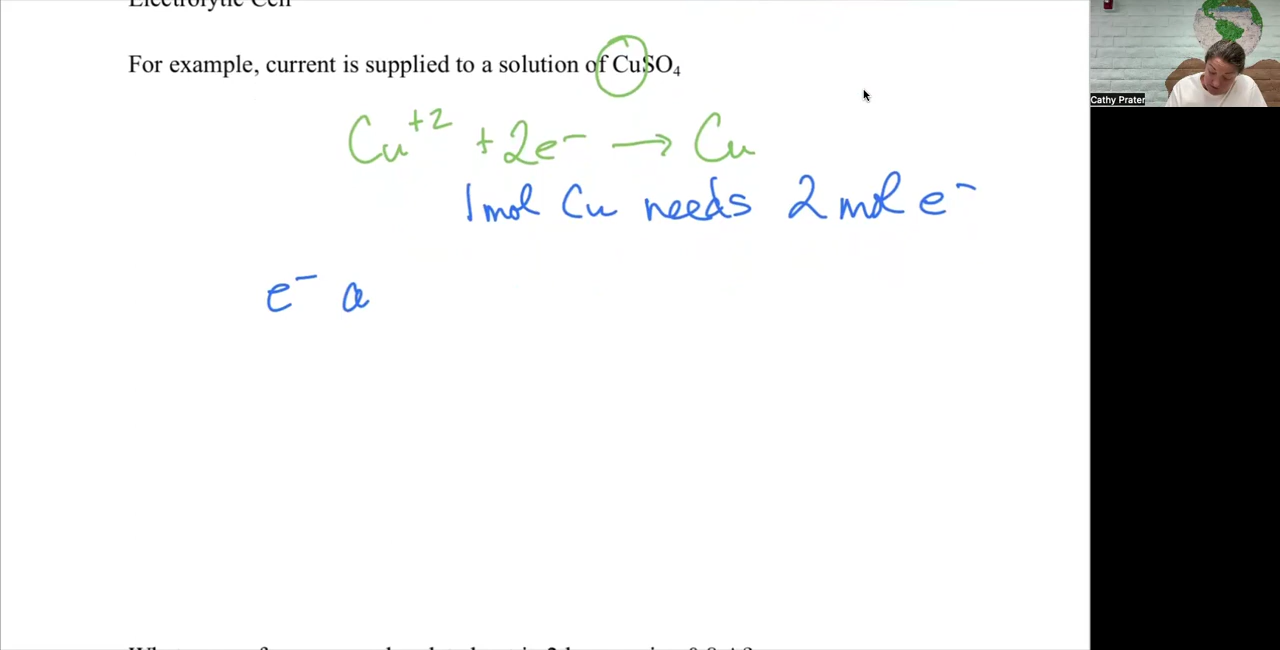 Electrolytic Cell
For example, current is supplied to a solution of CuSO₄
Cu⁺² + 2e⁻ → Cu
1 mol Cu needs 2 mol e⁻
e⁻ a
Cathy Prater